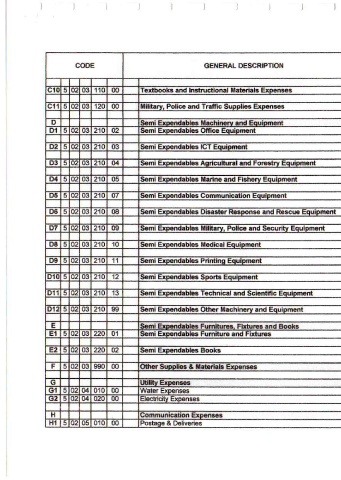 CODE GENERAL DESCRIPTION
C10 5 02 03 110 00 Textbooks and Instructional Materials Expenses
C11 5 02 03 120 00 Military, Police and Traffic Supplies Expenses
D Semi Expendables Machinery and Equipment
D1 5 02 03 210 02 Semi Expendables Office Equipment
D2 5 02 03 210 03 Semi Expendables ICT Equipment
D3 5 02 03 210 04 Semi Expendables Agricultural and Forestry Equipment
D4 5 02 03 210 05 Semi Expendables Marine and Fishery Equipment
D5 5 02 03 210 07 Semi Expendables Communication Equipment
D6 5 02 03 210 08 Semi Expendables Disaster Response and Rescue Equipment
D7 5 02 03 210 09 Semi Expendables Military, Police and Security Equipment
D8 5 02 03 210 10 Semi Expendables Medical Equipment
D9 5 02 03 210 11 Semi Expendables Printing Equipment
D10 5 02 03 210 12 Semi Expendables Sports Equipment
D11 5 02 03 210 13 Semi Expendables Technical and Scientific Equipment
D12 5 02 03 210 99 Semi Expendables Other Machinery and Equipment
E Semi Expendables Furnitures, Fixtures and Books
E1 5 02 03 220 01 Semi Expendables Furniture and Fixtures
E2 5 02 03 220 02 Semi Expendables Books
F 5 02 03 990 00 Other Supplies & Materials Expenses
G Utility Expenses
G1 5 02 04 010 00 Water Expenses
G2 5 02 04 020 00 Electricity Expenses
H Communication Expenses
H1 5 02 05 010 00 Postage & Deliveries